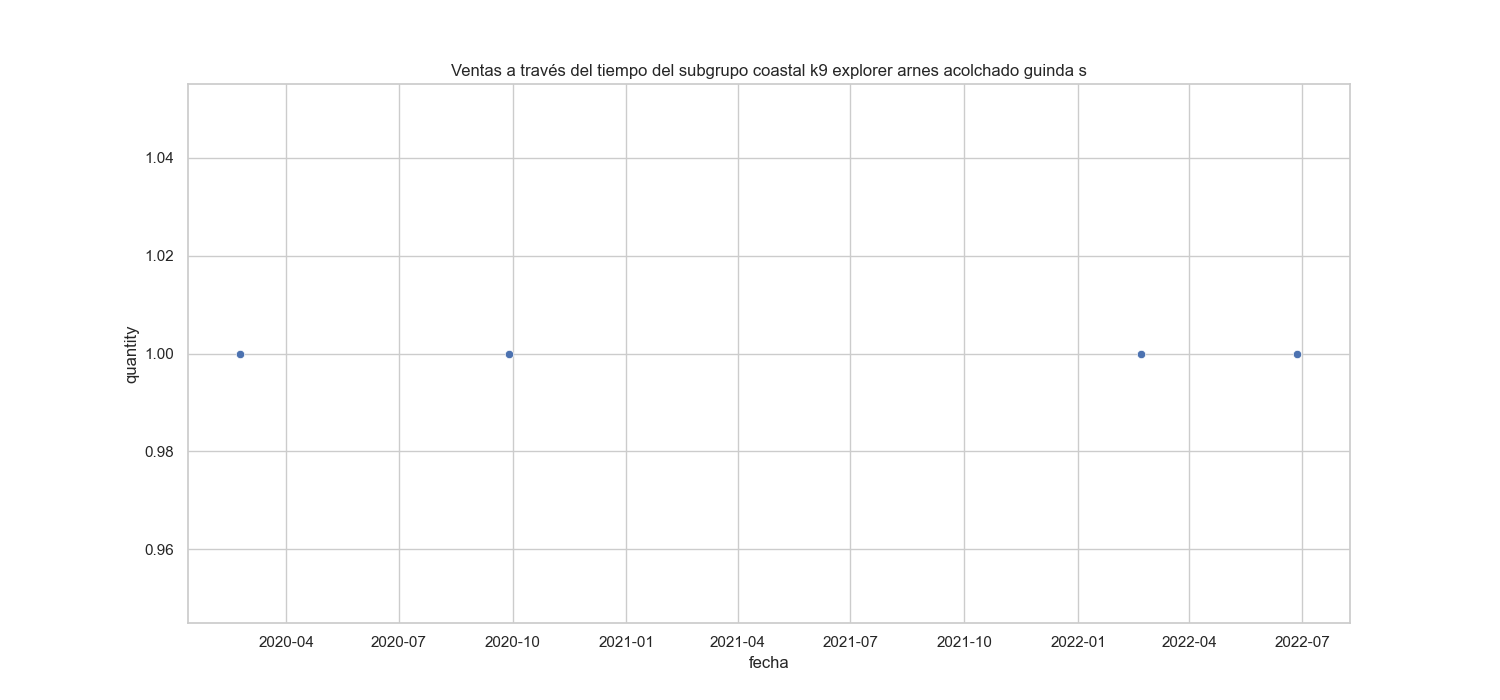 Ventas a través del tiempo del subgrupo coastal k9 explorer arnes acolchado guinda s
1.04
1.02
1.00
0.98
0.96
quantity
2020-04 2020-07 2020-10 2021-01 2021-04 2021-07 2021-10 2022-01 2022-04 2022-07
fecha